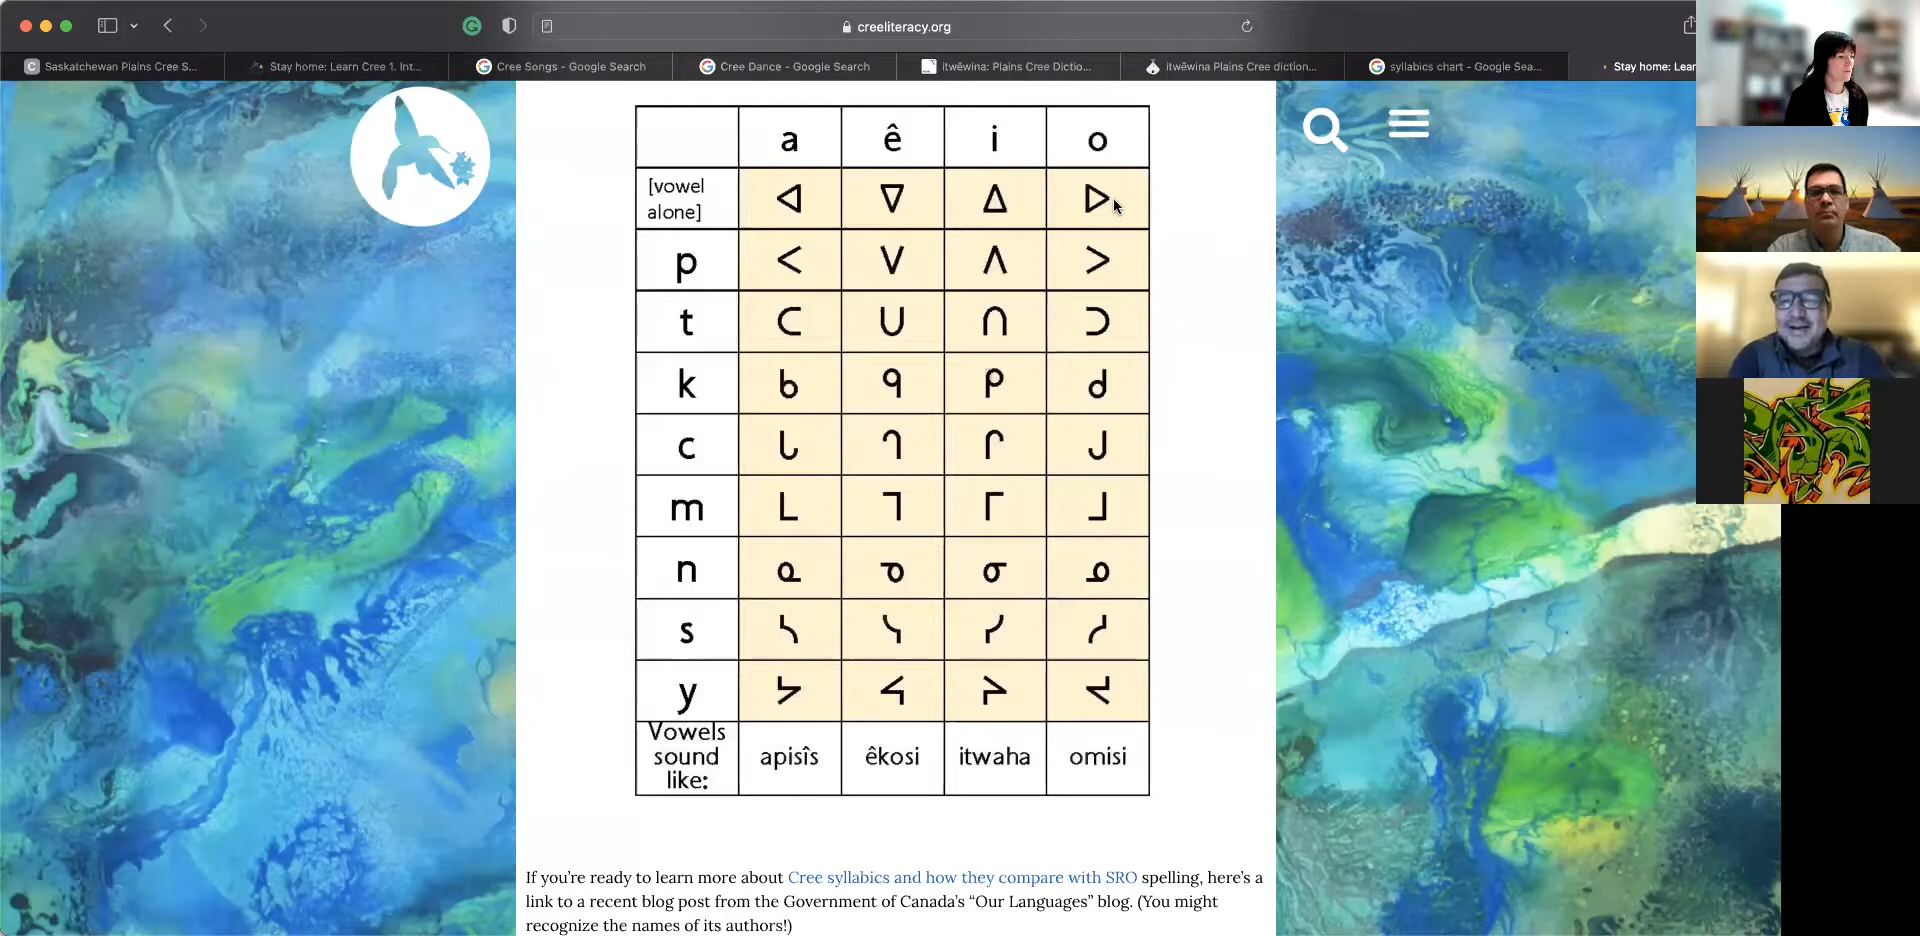 creeliteracy.org
Saskatchewan Plains Cree S...
Stay home: Learn Cree 1. Int...
Cree Songs - Google Search
Cree Dance - Google Search
itwêwina: Plains Cree Dictio...
itwêwina Plains Cree diction...
syllabics chart - Google Sea...
Stay home: Lear
a ê i o
[vowel alone] ᐊ ᐁ ᐃ ᐅ
p ᐸ ᐯ ᐱ ᐳ
t ᑕ ᑌ ᑎ ᑐ
k ᑲ ᑫ ᑭ ᑯ
c ᒐ ᒉ ᒋ ᒍ
m ᒪ ᒣ ᒥ ᒧ
n ᓇ ᓀ ᓂ ᓄ
s ᓴ ᓭ ᓯ ᓱ
y ᔭ ᔦ ᔨ ᔪ
Vowels sound like: apisîs êkosi itwaha omisi
If you’re ready to learn more about Cree syllabics and how they compare with SRO spelling, here’s a
link to a recent blog post from the Government of Canada’s “Our Languages” blog. (You might
recognize the names of its authors!)